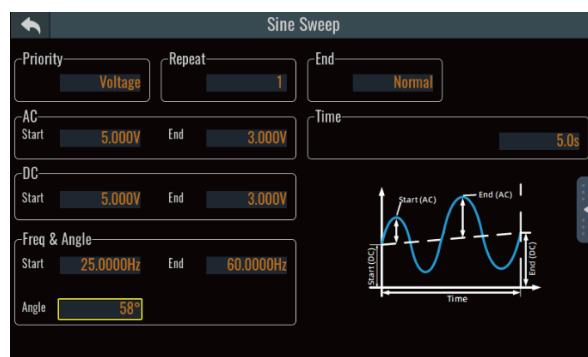 Sine Sweep
Priority
Voltage
Repeat
1
End
Normal
AC
Start 5.000V End 3.000V
Time
5.0s
DC
Start 5.000V End 3.000V
Freq & Angle
Start 25.0000Hz End 60.0000Hz
Angle 58°
Start (AC)
End (AC)
Start(DC)
End (DC)
Time